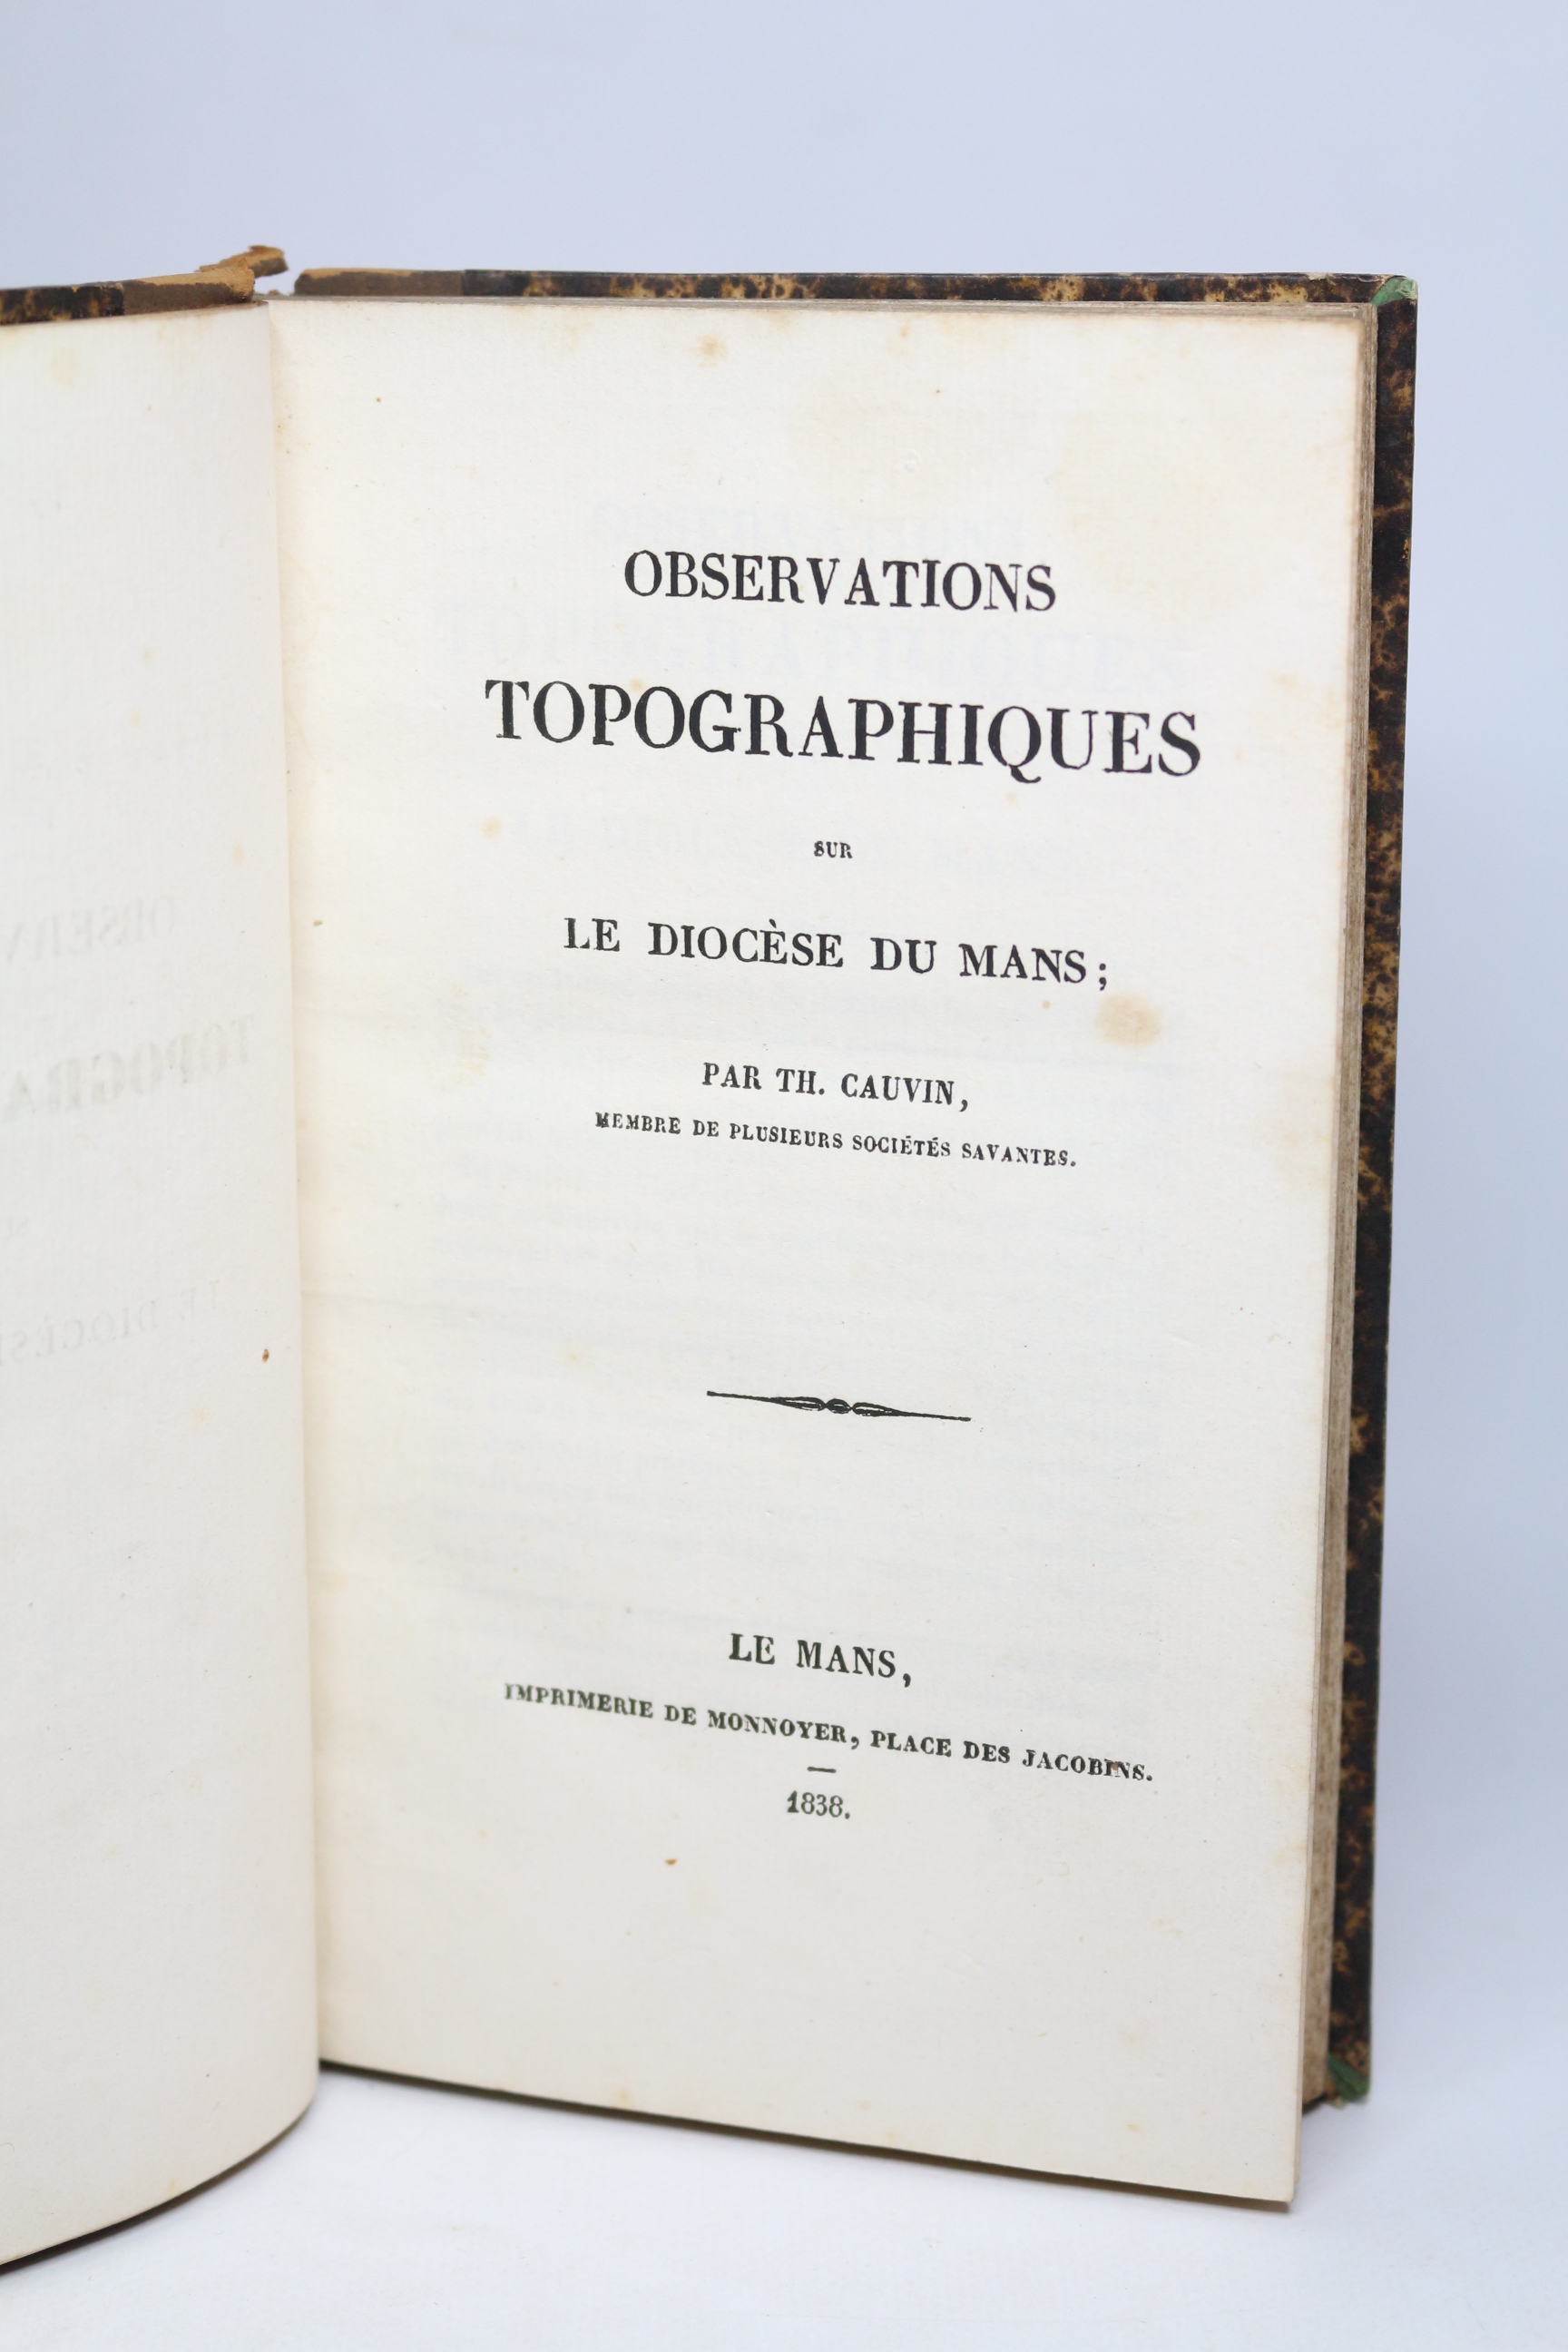 OBSERVATIONS
TOPOGRAPHIQUES
SUR
LE DIOCÈSE DU MANS;
PAR TH. CAUVIN,
MEMBRE DE PLUSIEURS SOCIÉTÉS SAVANTES.
LE MANS,
IMPRIMERIE DE MONNOYER, PLACE DES JACOBINS.
1838.